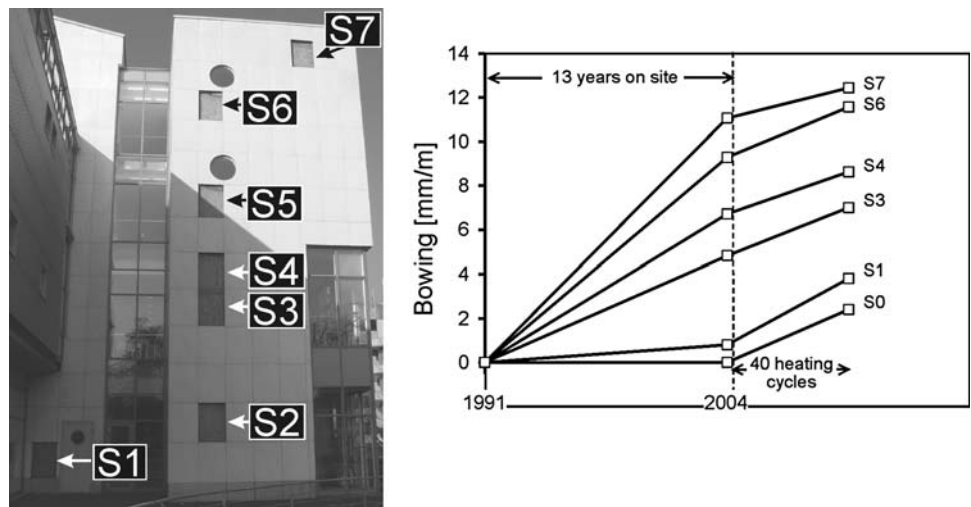 S7
S6
S5
S4
S3
S2
S1
14
12
10
8
6
4
2
0
Bowing [mm/m]
13 years on site
S7
S6
S4
S3
S1
S0
40 heating
cycles
1991
2004